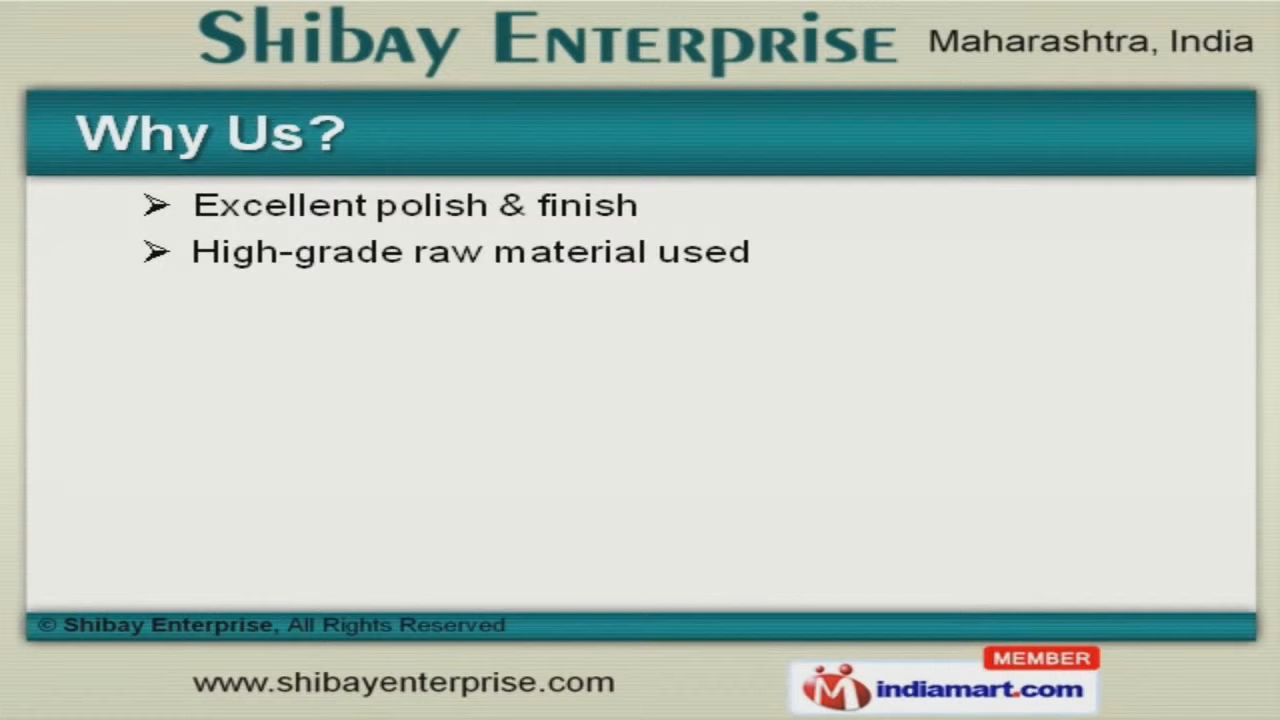 Shibay Enterprise Maharashtra, India
Why Us?
➢ Excellent polish & finish
➢ High-grade raw material used
© Shibay Enterprise, All Rights Reserved
www.shibayenterprise.com
MEMBER
indiamart.com